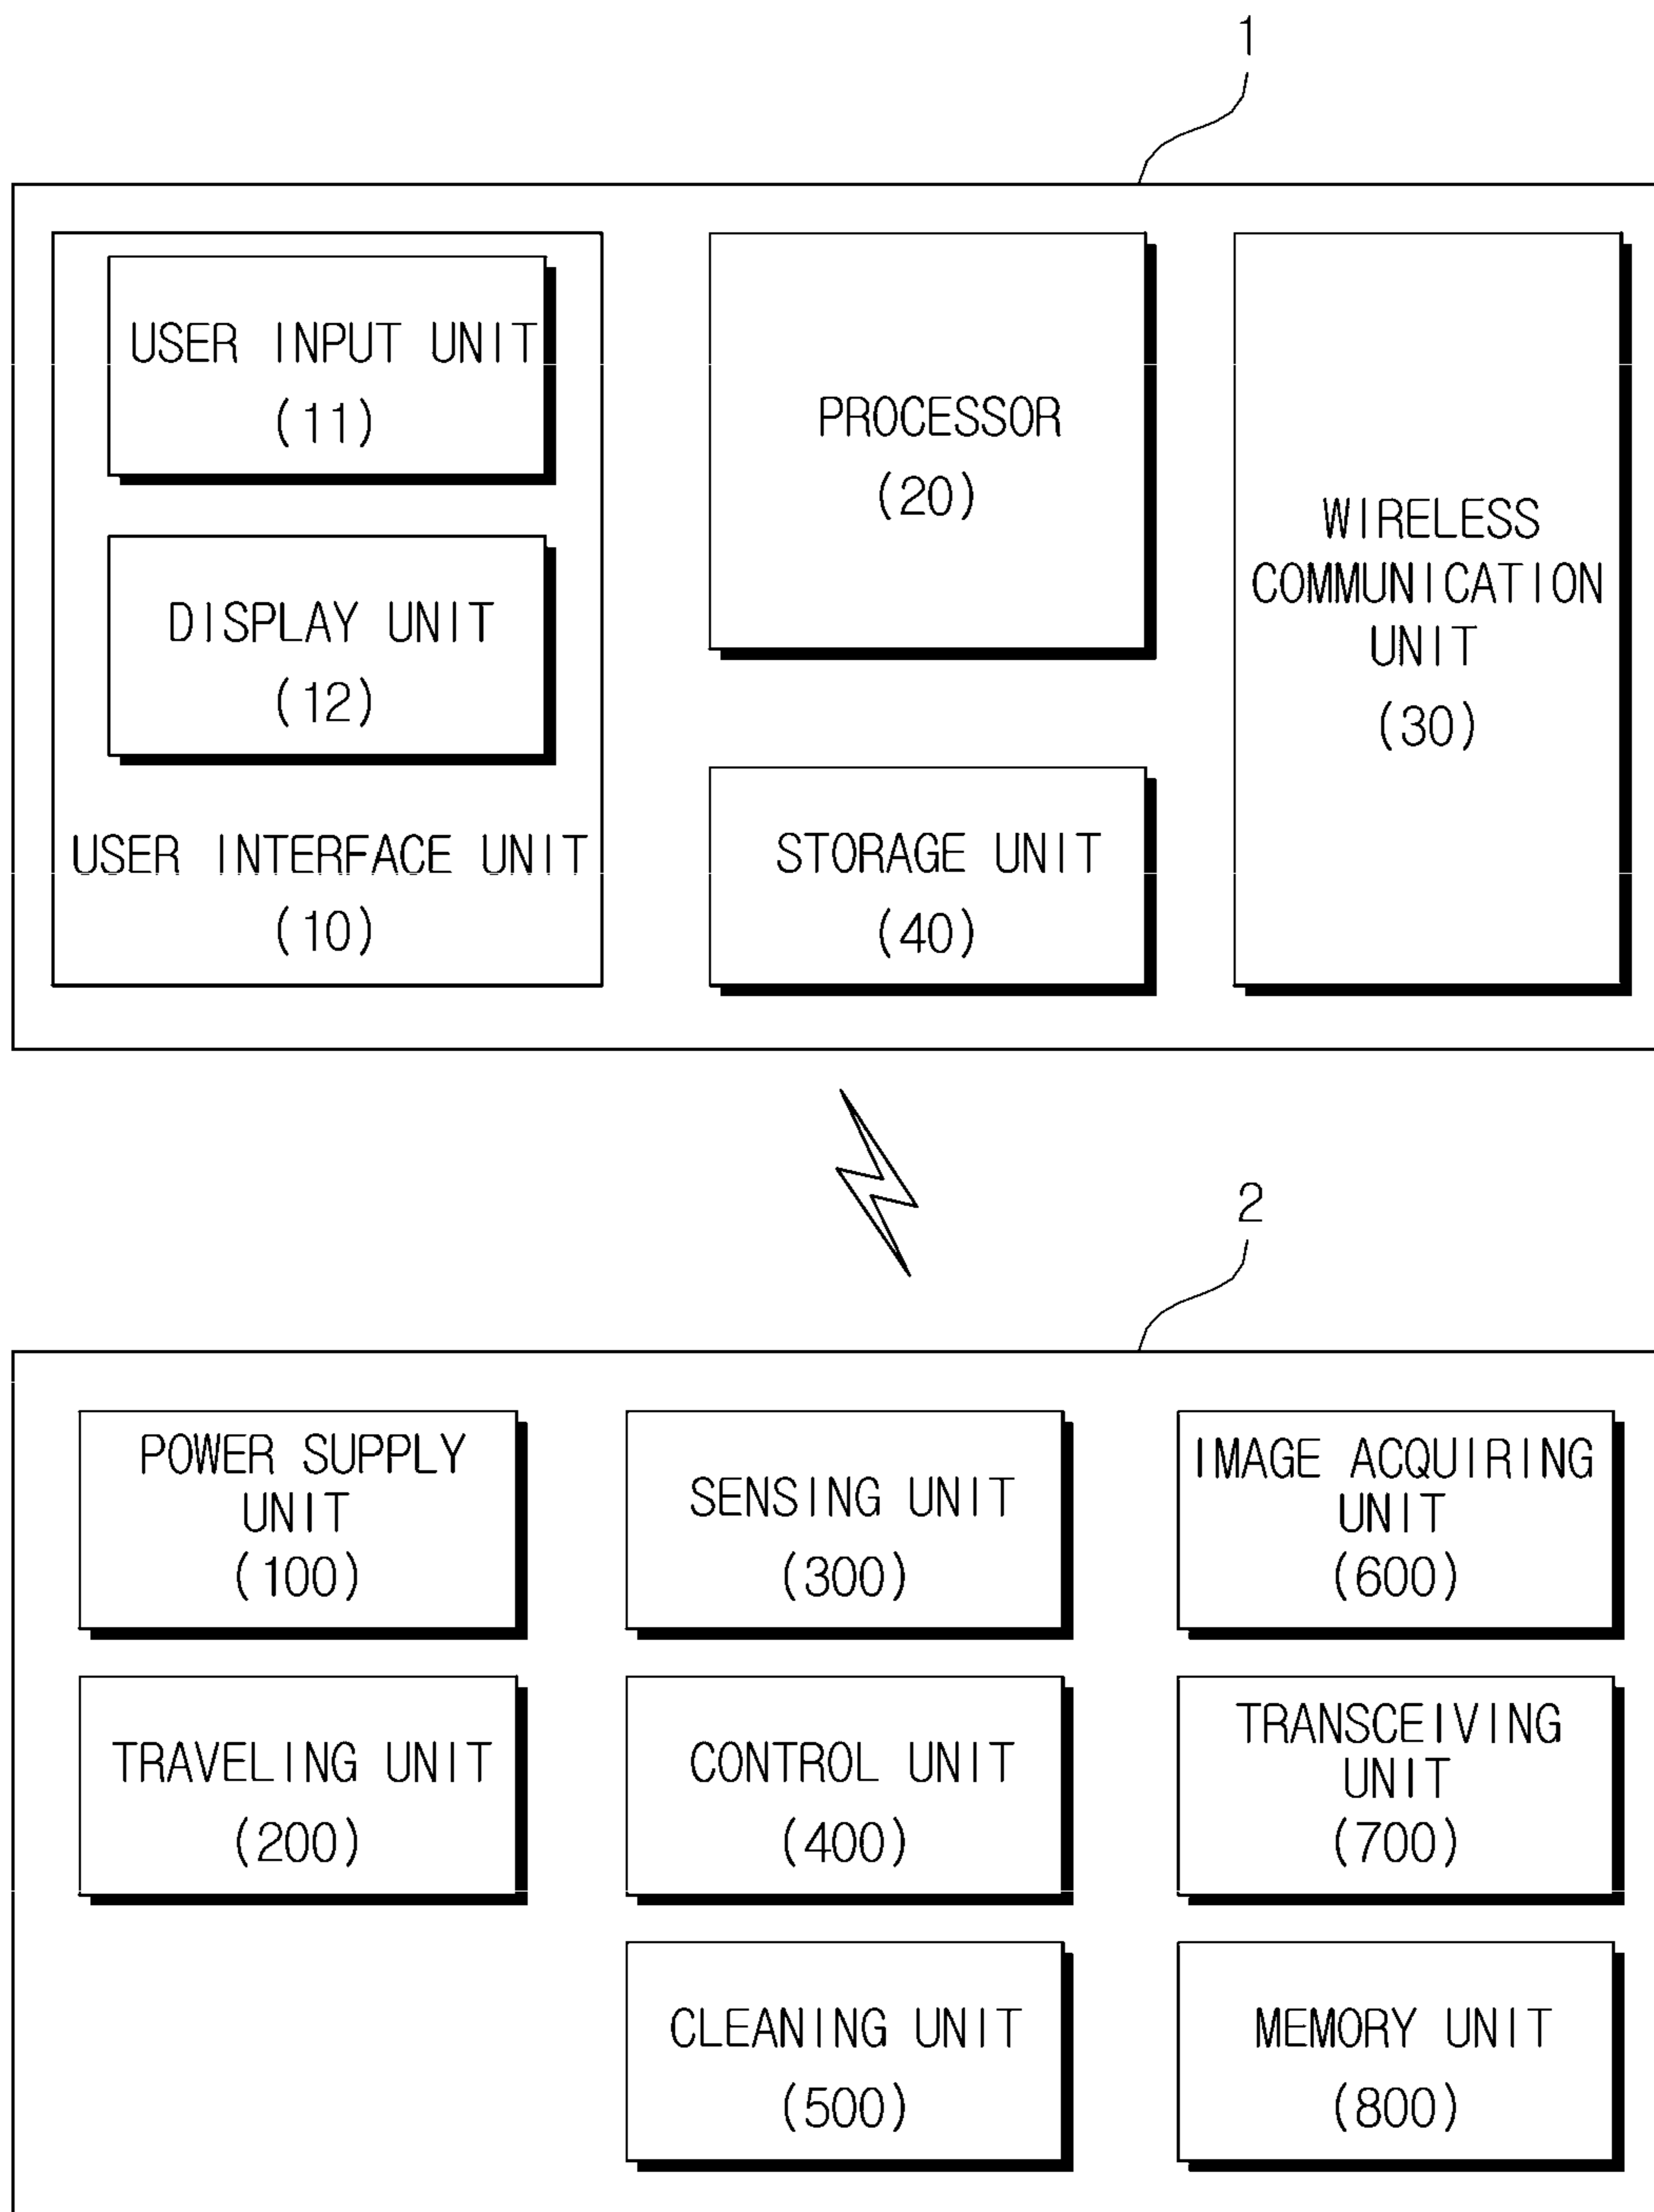 1
USER INPUT UNIT
(11)
DISPLAY UNIT
(12)
USER INTERFACE UNIT
(10)
PROCESSOR
(20)
STORAGE UNIT
(40)
WIRELESS
COMMUNICATION
UNIT
(30)
2
POWER SUPPLY
UNIT
(100)
SENSING UNIT
(300)
IMAGE ACQUIRING
UNIT
(600)
TRAVELING UNIT
(200)
CONTROL UNIT
(400)
TRANSCEIVING
UNIT
(700)
CLEANING UNIT
(500)
MEMORY UNIT
(800)